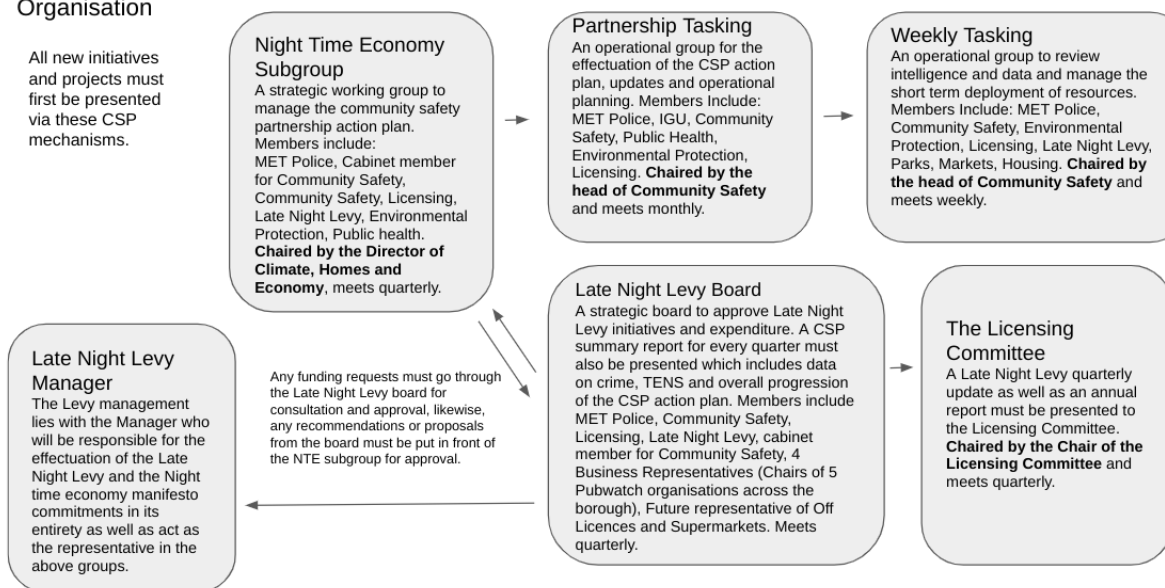 Organisation
All new initiatives
and projects must
first be presented
via these CSP
mechanisms.
Night Time Economy
Subgroup
A strategic working group to
manage the community safety
partnership action plan.
Members include:
MET Police, Cabinet member
for Community Safety,
Community Safety, Licensing,
Late Night Levy, Environmental
Protection, Public health.
Chaired by the Director of
Climate, Homes and
Economy, meets quarterly.
Partnership Tasking
An operational group for the
effectuation of the CSP action
plan, updates and operational
planning. Members Include:
MET Police, IGU, Community
Safety, Public Health,
Environmental Protection,
Licensing. Chaired by the
head of Community Safety
and meets monthly.
Weekly Tasking
An operational group to review
intelligence and data and manage the
short term deployment of resources.
Members Include: MET Police,
Community Safety, Environmental
Protection, Licensing, Late Night Levy,
Parks, Markets, Housing. Chaired by
the head of Community Safety and
meets weekly.
Late Night Levy
Manager
The Levy management
lies with the Manager who
will be responsible for the
effectuation of the Late
Night Levy and the Night
time economy manifesto
commitments in its
entirety as well as act as
the representative in the
above groups.
Any funding requests must go through
the Late Night Levy board for
consultation and approval, likewise,
any recommendations or proposals
from the board must be put in front of
the NTE subgroup for approval.
Late Night Levy Board
A strategic board to approve Late Night
Levy initiatives and expenditure. A CSP
summary report for every quarter must
also be presented which includes data
on crime, TENS and overall progression
of the CSP action plan. Members include
MET Police, Community Safety,
Licensing, Late Night Levy, cabinet
member for Community Safety, 4
Business Representatives (Chairs of 5
Pubwatch organisations across the
borough), Future representative of Off
Licences and Supermarkets. Meets
quarterly.
The Licensing
Committee
A Late Night Levy quarterly
update as well as an annual
report must be presented to
the Licensing Committee.
Chaired by the Chair of the
Licensing Committee and
meets quarterly.